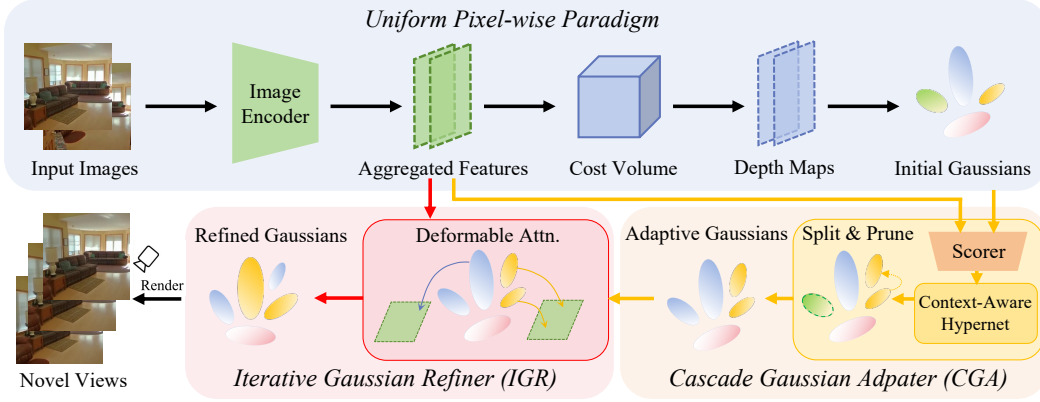 Uniform Pixel-wise Paradigm
Image
Encoder
Input Images
Aggregated Features
Cost Volume
Depth Maps
Initial Gaussians
Refined Gaussians
Deformable Attn.
Adaptive Gaussians
Split & Prune
Scorer
Context-Aware
Hypernet
Render
Novel Views
Iterative Gaussian Refiner (IGR)
Cascade Gaussian Adpater (CGA)